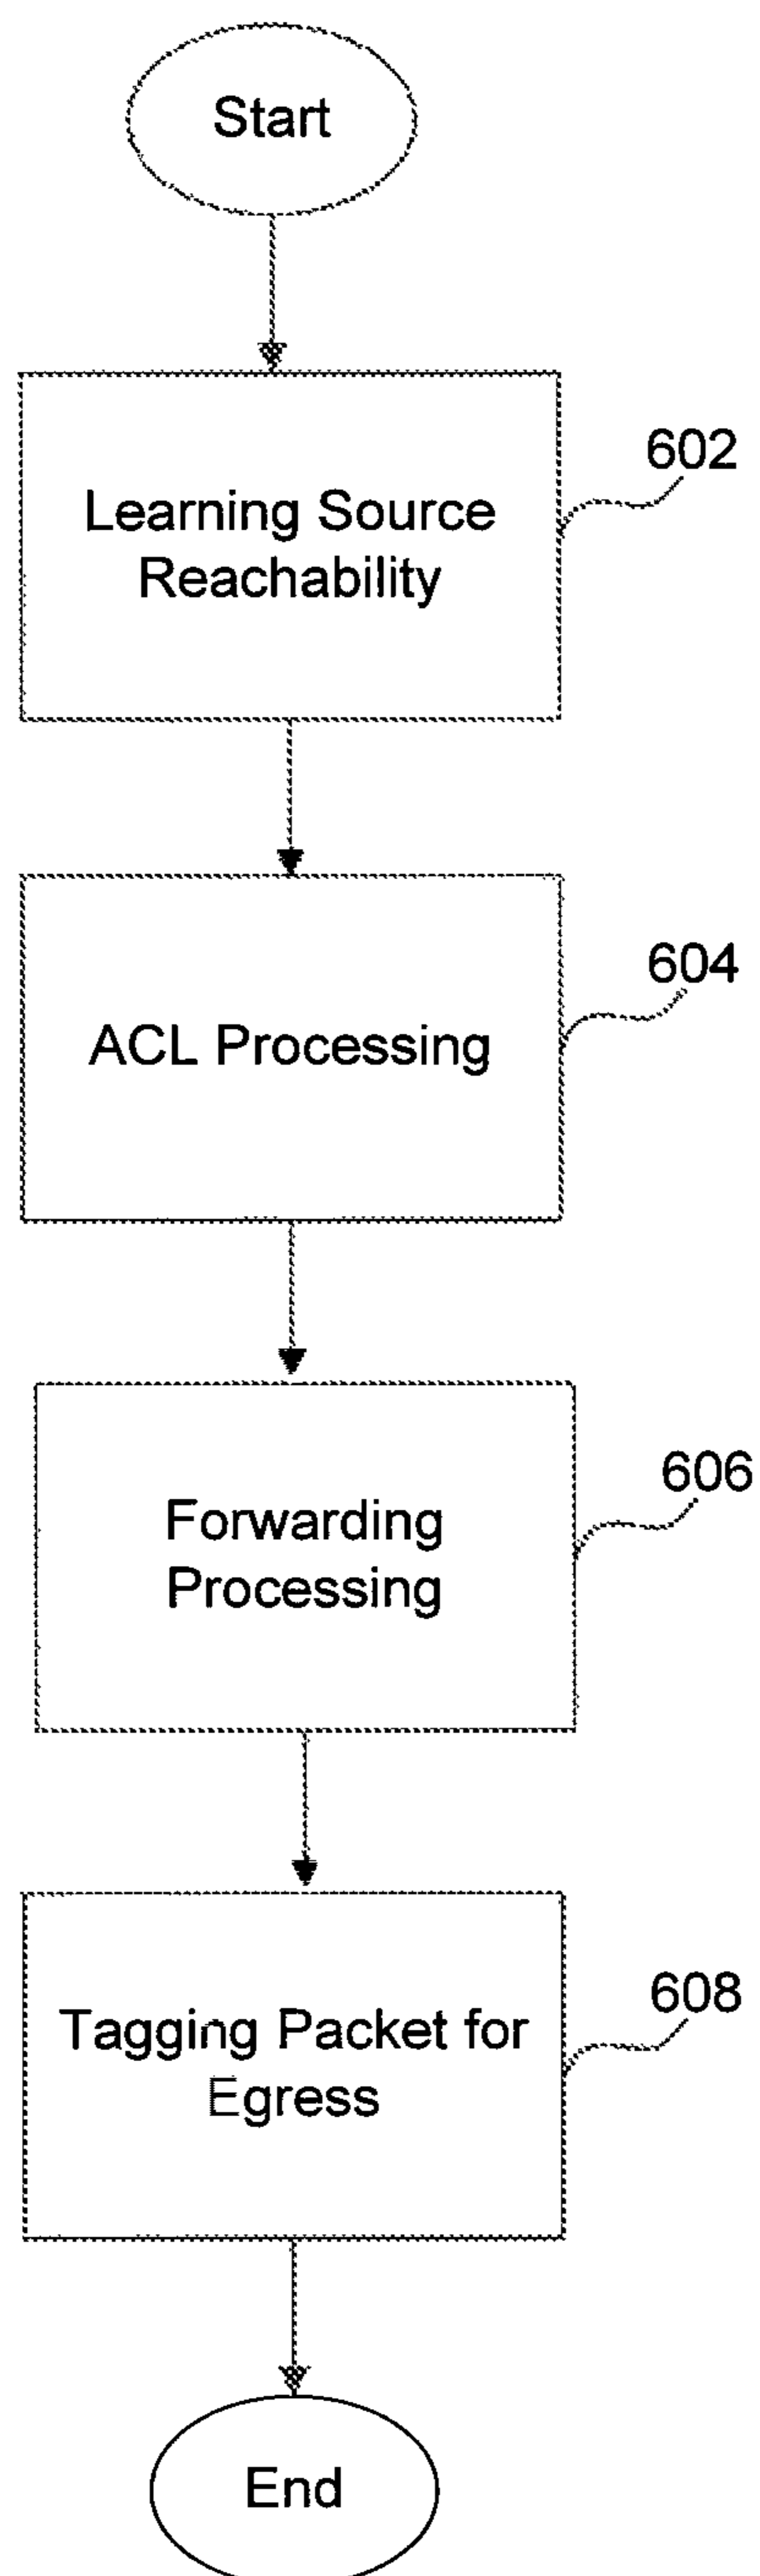 Start
602
Learning Source
Reachability
604
ACL Processing
606
Forwarding
Processing
608
Tagging Packet for
Egress
End